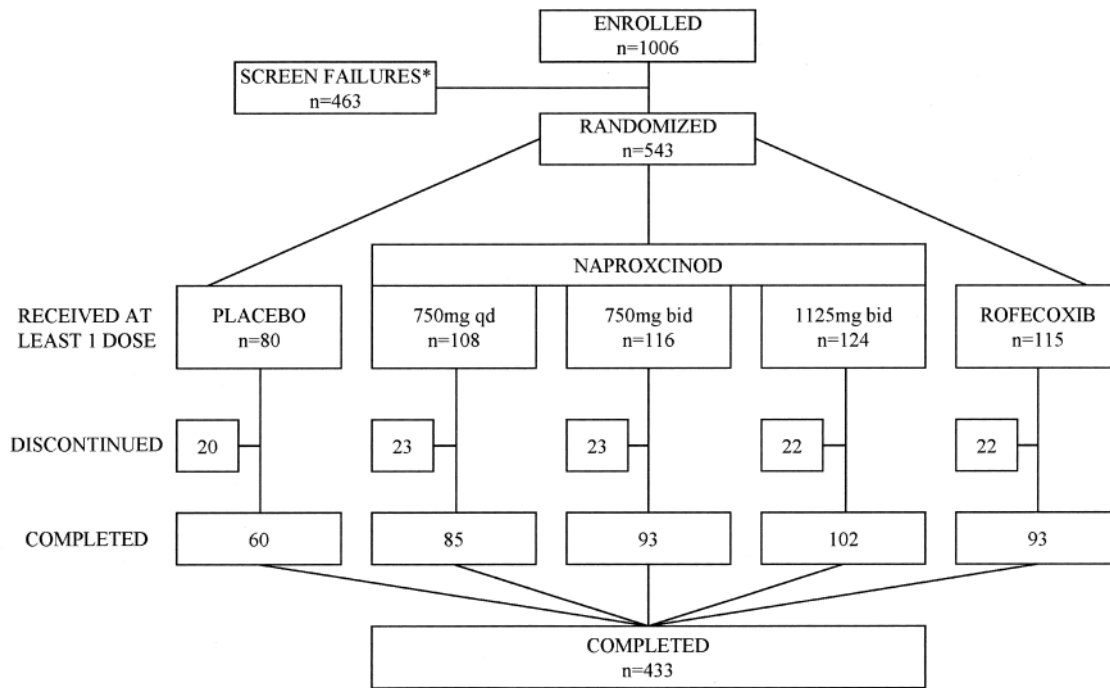 ENROLLED
n=1006
SCREEN FAILURES*
n=463
RANDOMIZED
n=543
NAPROXCINOD
RECEIVED AT
LEAST 1 DOSE
PLACEBO
n=80
750mg qd
n=108
750mg bid
n=116
1125mg bid
n=124
ROFECOXIB
n=115
DISCONTINUED
20
23
23
22
22
COMPLETED
60
85
93
102
93
COMPLETED
n=433